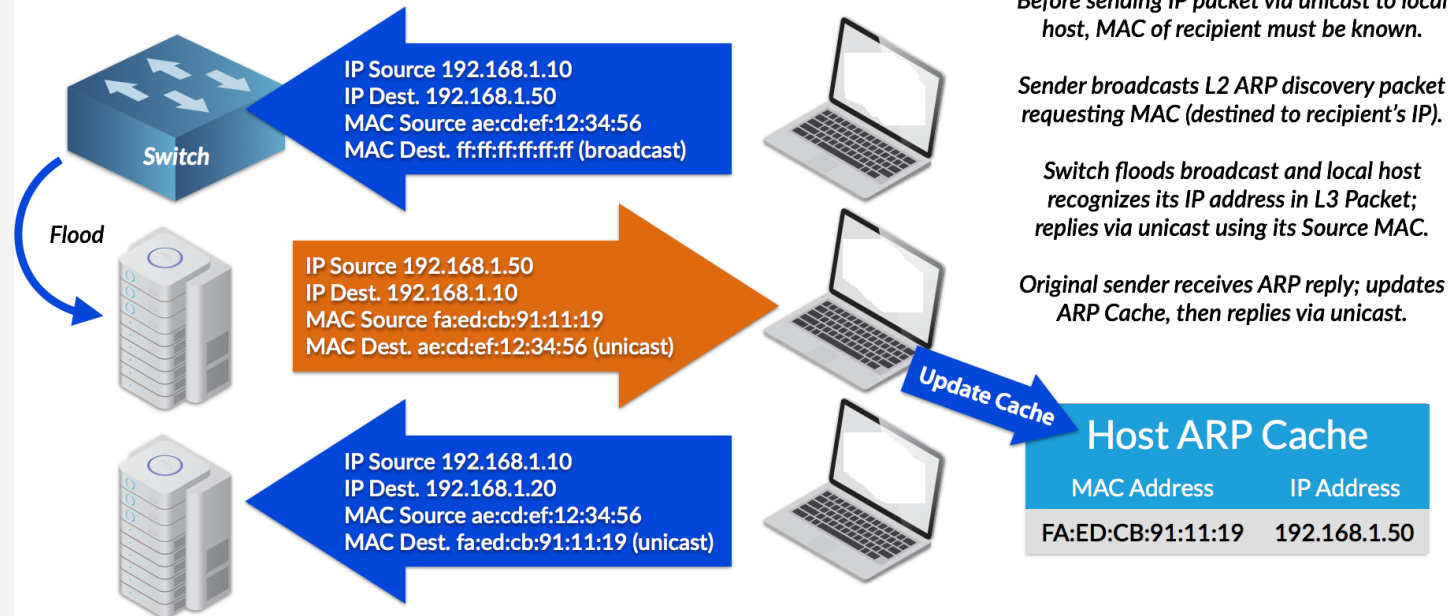 Before sending IP packet via unicast to local
host, MAC of recipient must be known.
IP Source 192.168.1.10
IP Dest. 192.168.1.50
MAC Source ae:cd:ef:12:34:56
MAC Dest. ff:ff:ff:ff:ff:ff (broadcast)
Switch
Sender broadcasts L2 ARP discovery packet
requesting MAC (destined to recipient's IP).
Switch floods broadcast and local host
recognizes its IP address in L3 Packet;
replies via unicast using its Source MAC.
Flood
IP Source 192.168.1.50
IP Dest. 192.168.1.10
MAC Source fa:ed:cb:91:11:19
MAC Dest. ae:cd:ef:12:34:56 (unicast)
Original sender receives ARP reply; updates
ARP Cache, then replies via unicast.
Update Cache
Host ARP Cache
MAC Address IP Address
FA:ED:CB:91:11:19 192.168.1.50
IP Source 192.168.1.10
IP Dest. 192.168.1.20
MAC Source ae:cd:ef:12:34:56
MAC Dest. fa:ed:cb:91:11:19 (unicast)